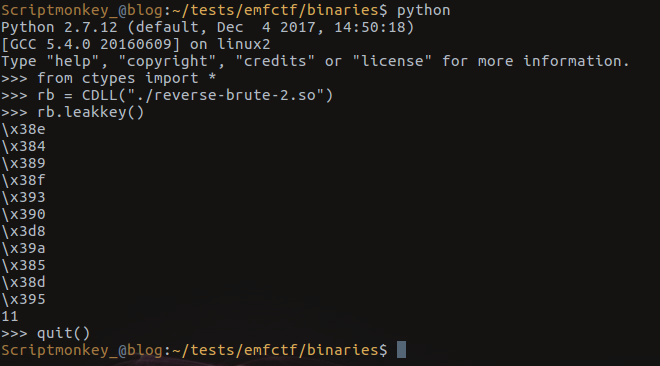 Scriptmonkey_@blog:~/tests/emfctf/binaries$ python
Python 2.7.12 (default, Dec  4 2017, 14:50:18)
[GCC 5.4.0 20160609] on linux2
Type "help", "copyright", "credits" or "license" for more information.
>>> from ctypes import *
>>> rb = CDLL("./reverse-brute-2.so")
>>> rb.leakkey()
\x38e
\x384
\x389
\x38f
\x393
\x390
\x3d8
\x39a
\x385
\x38d
\x395
11
>>> quit()
Scriptmonkey_@blog:~/tests/emfctf/binaries$